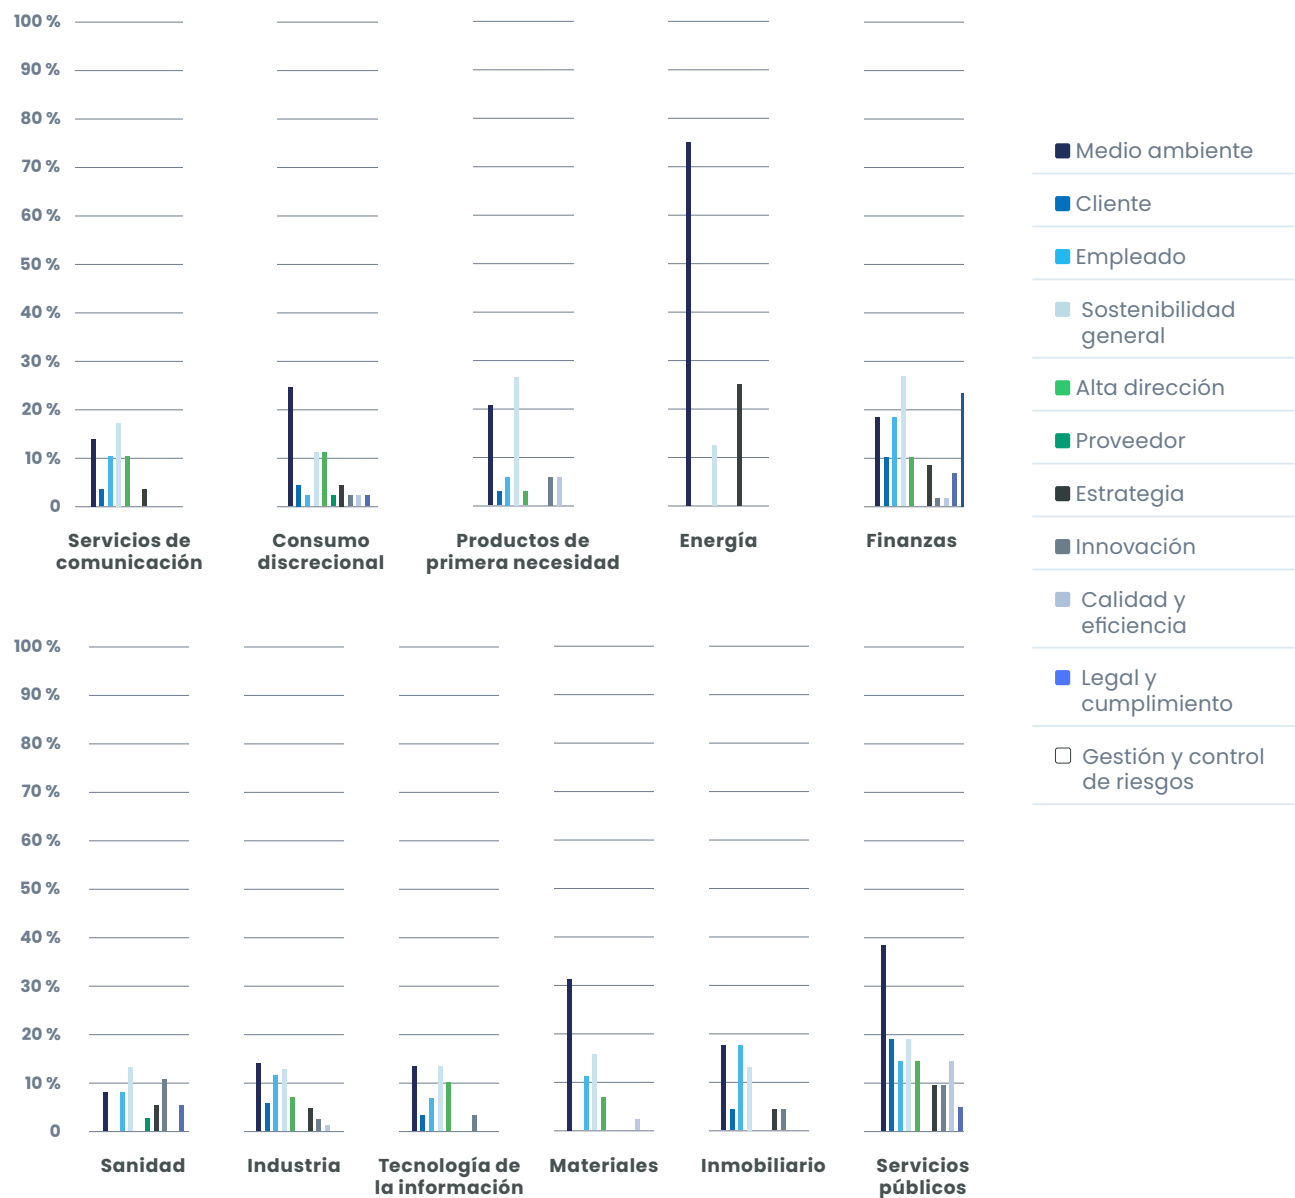 100 %
90 %
80 %
70 %
60 %
50 %
40 %
30 %
20 %
10 %
0
Servicios de
comunicación
Consumo
discrecional
Productos de
primera necesidad
Energía
Finanzas
Medio ambiente
Cliente
Empleado
Sostenibilidad
general
Alta dirección
Proveedor
Estrategia
Innovación
Calidad y
eficiencia
Legal y
cumplimiento
Gestión y control
de riesgos
100 %
90 %
80 %
70 %
60 %
50 %
40 %
30 %
20 %
10 %
0
Sanidad
Industria
Tecnología de
la información
Materiales
Inmobiliario
Servicios
públicos